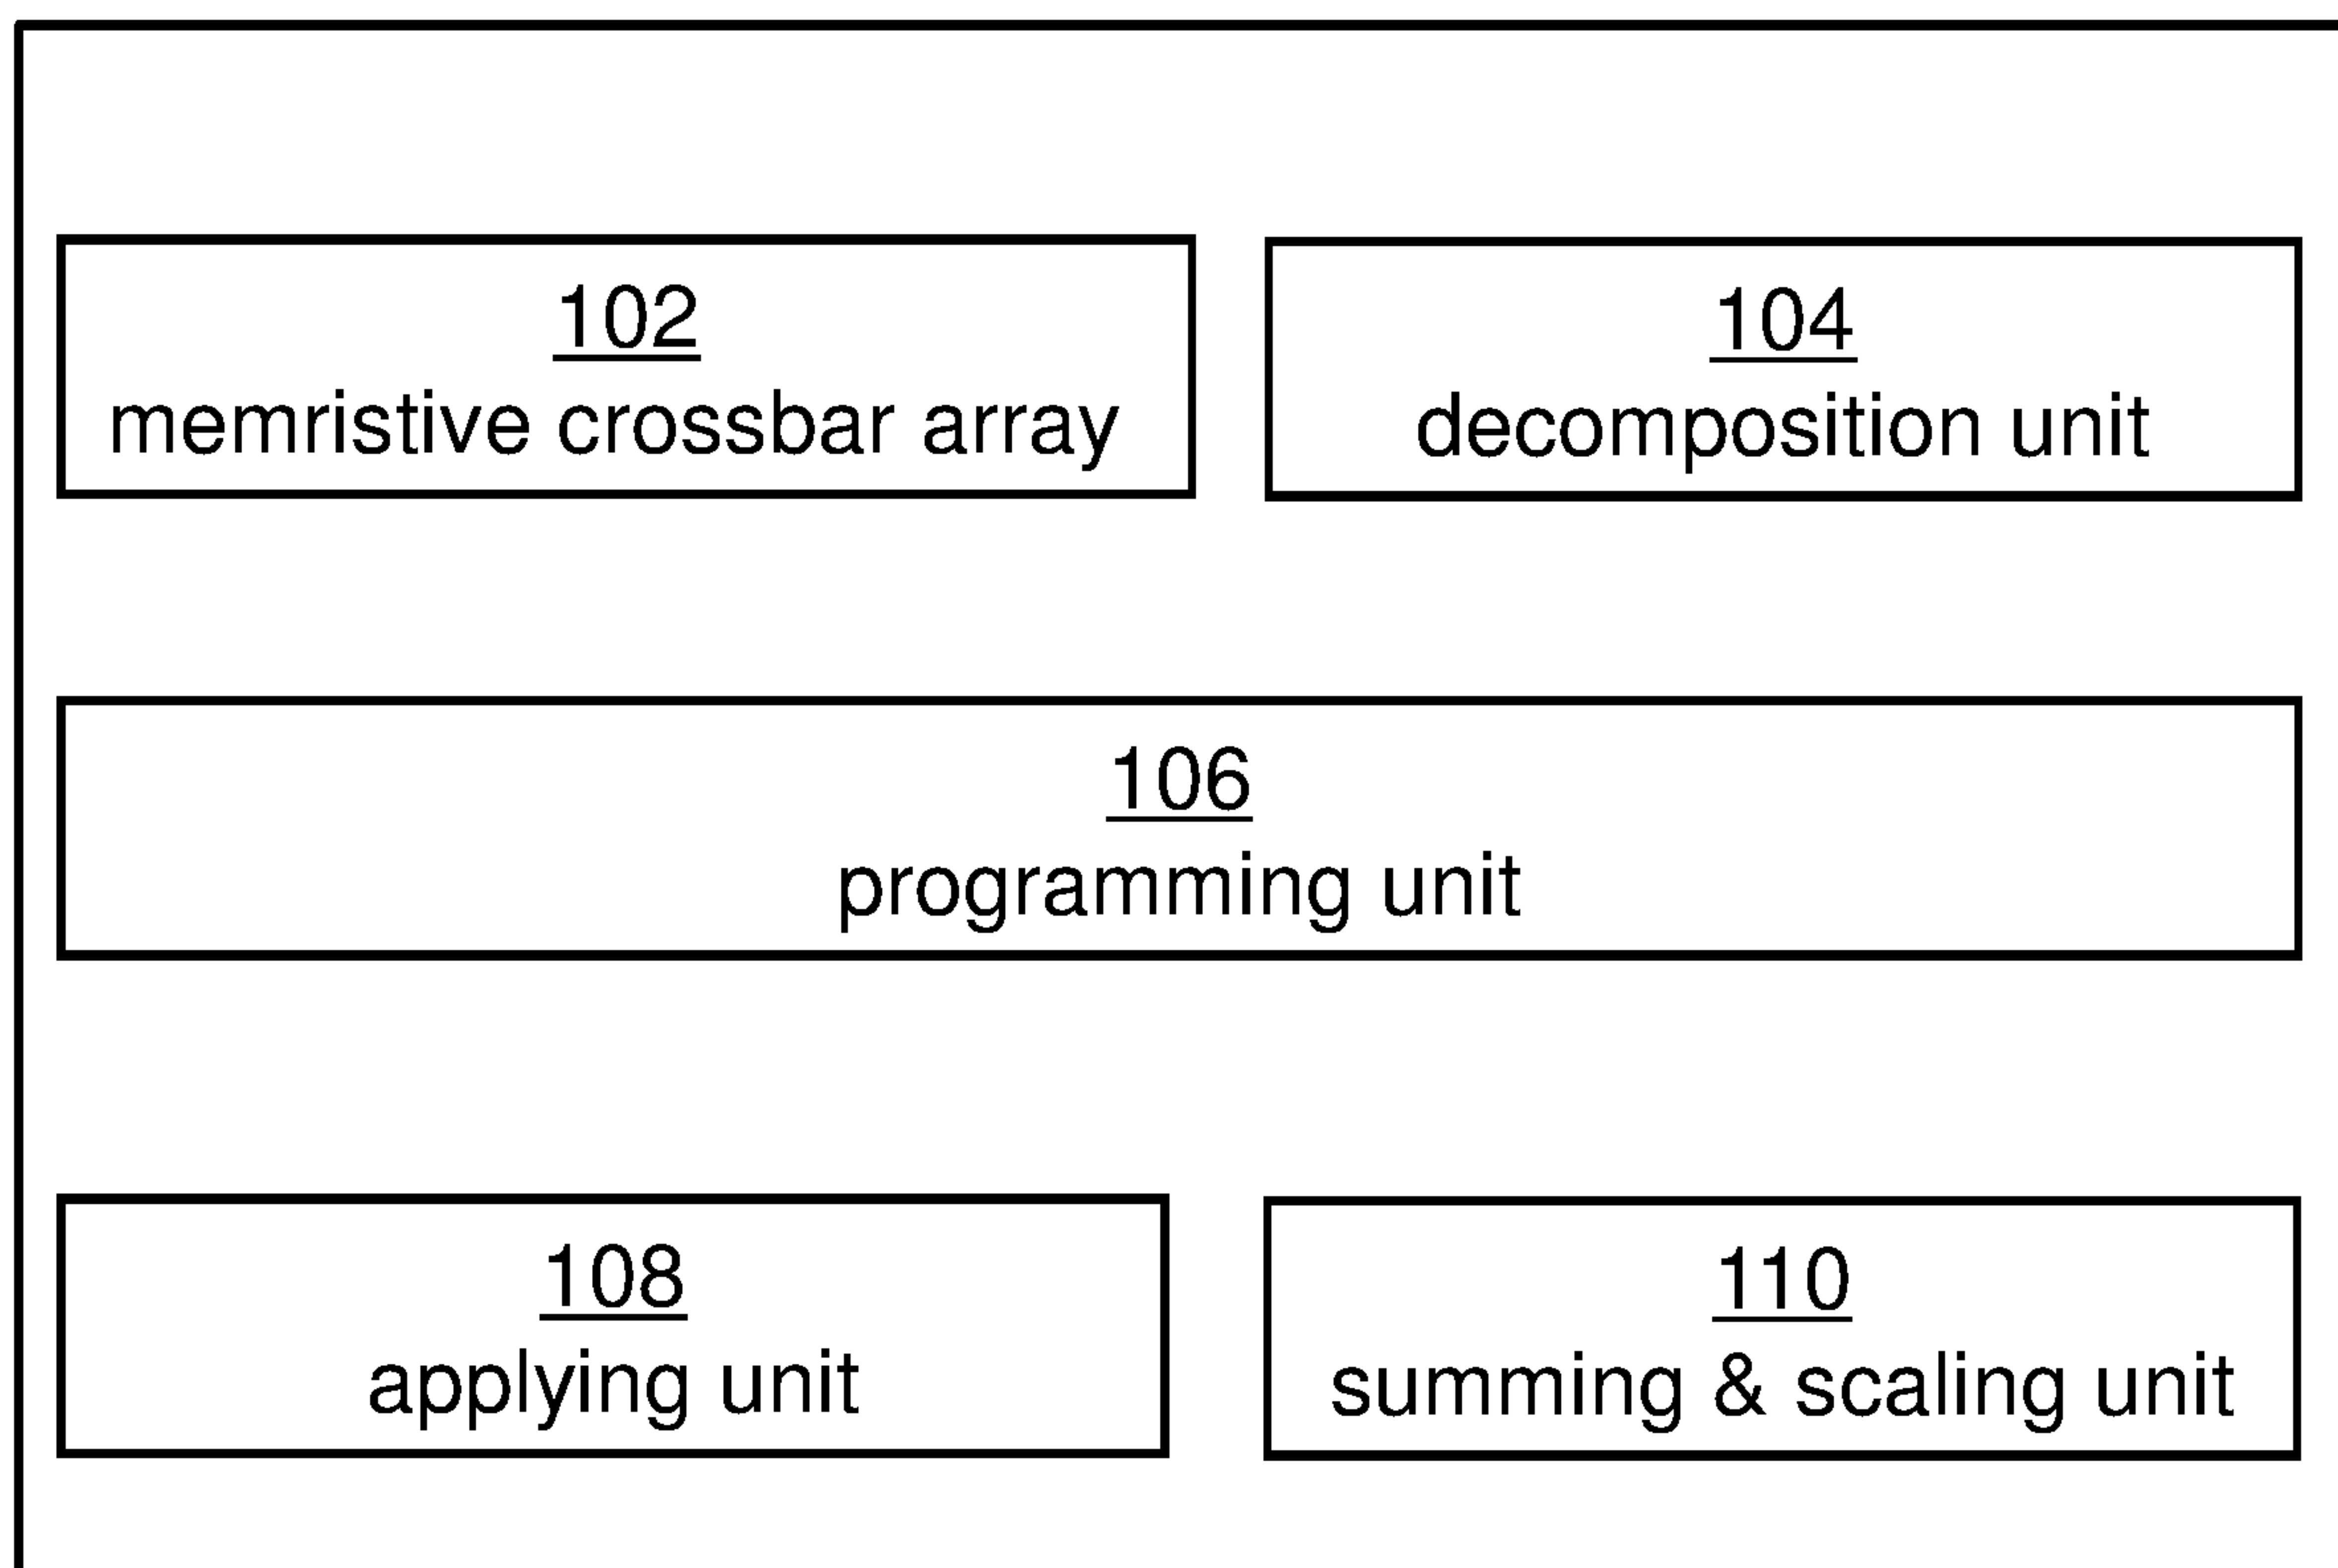 102
memristive crossbar array
104
decomposition unit
106
programming unit
108
applying unit
110
summing & scaling unit